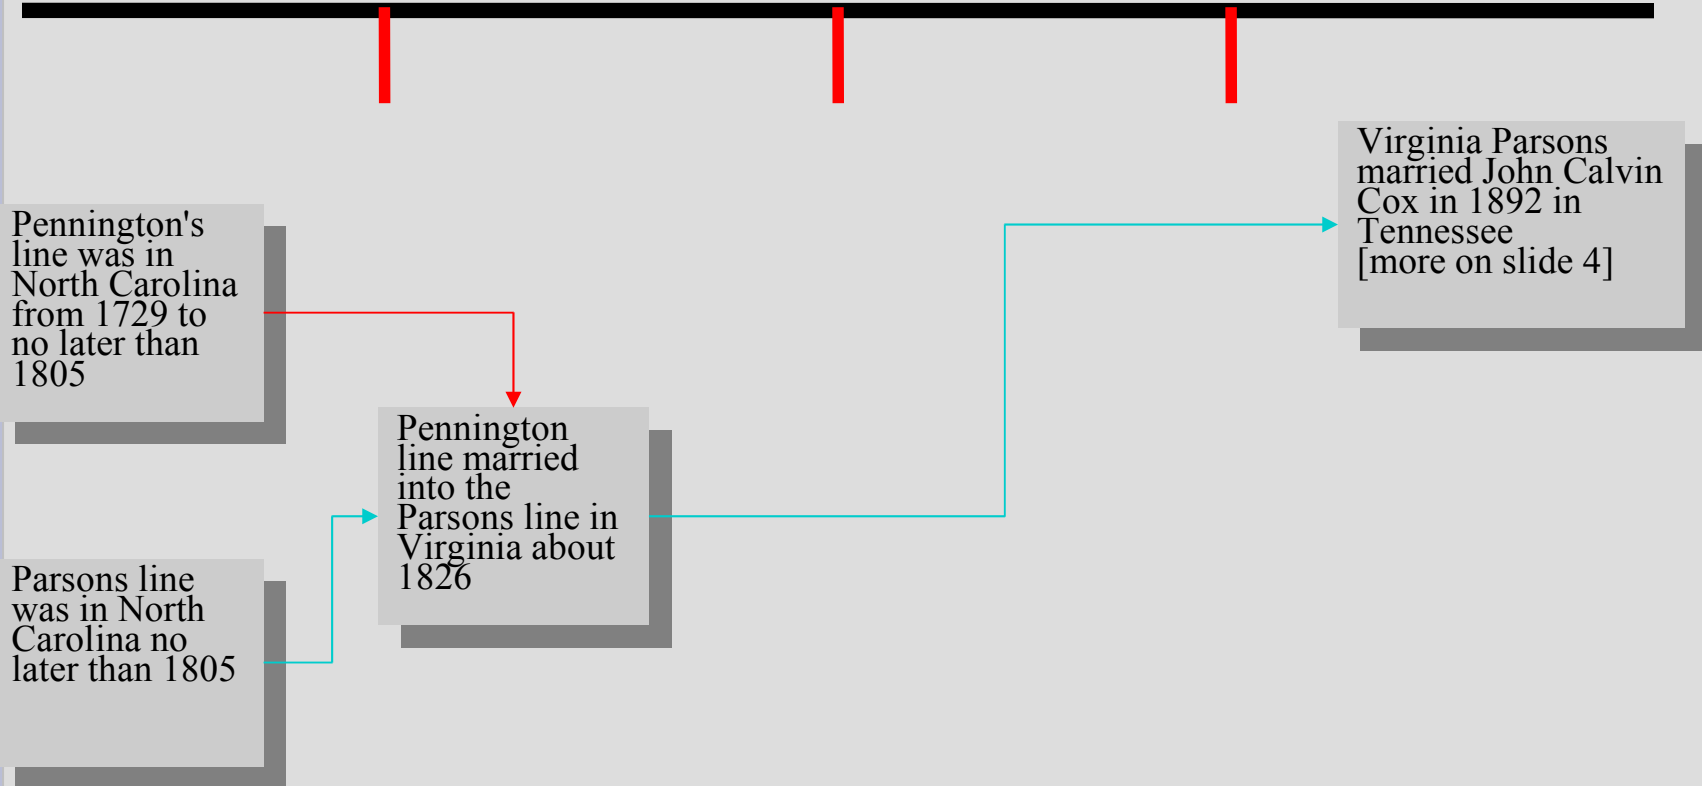 Pennington's
line was in
North Carolina
from 1729 to
no later than
1805
Parsons line
was in North
Carolina no
later than 1805
Pennington
line married
into the
Parsons line in
Virginia about
1826
Virginia Parsons
married John Calvin
Cox in 1892 in
Tennessee
[more on slide 4]